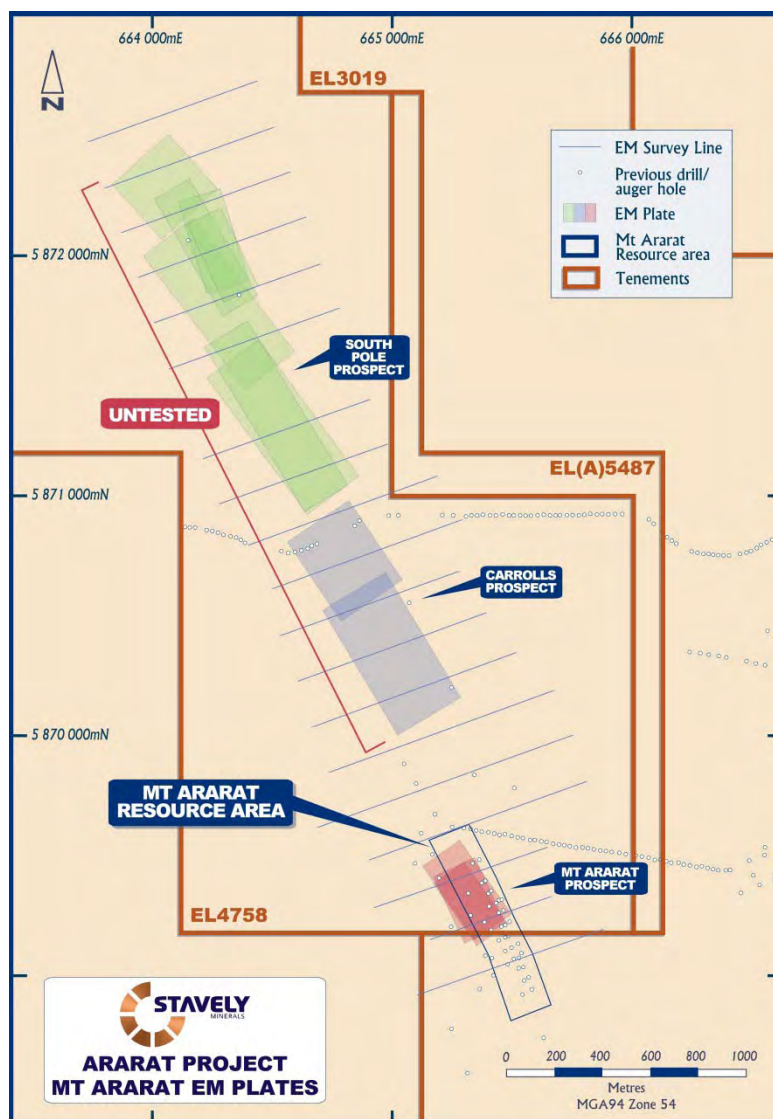 664 000mE
665 000mE
666 000mE
EL3019
N
EM Survey Line
Previous drill/
auger hole
EM Plate
Mt Ararat
Resource area
Tenements
5 872 000mN
SOUTH
POLE
PROSPECT
UNTESTED
EL(A)5487
5 871 000mN
CARROLLS
PROSPECT
5 870 000mN
MT ARARAT
RESOURCE AREA
MT ARARAT
PROSPECT
EL4758
STAVELY
MINERALS
ARARAT PROJECT
MT ARARAT EM PLATES
0 200 400 600 800 1000
Metres
MGA94 Zone 54